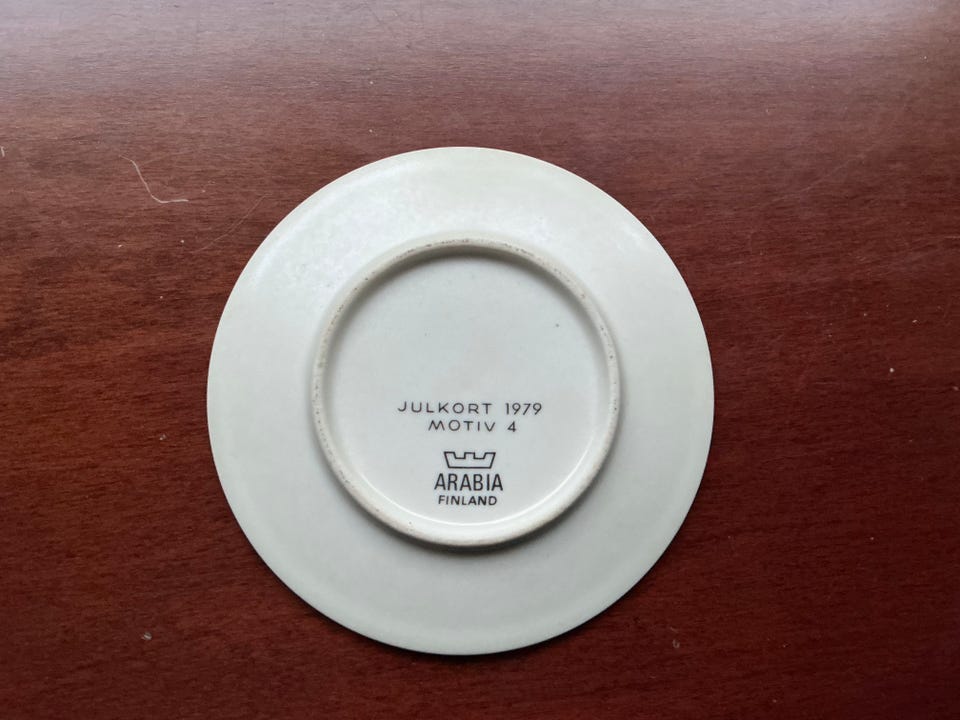 JULKORT 1979
MOTIV 4
ARABIA
FINLAND